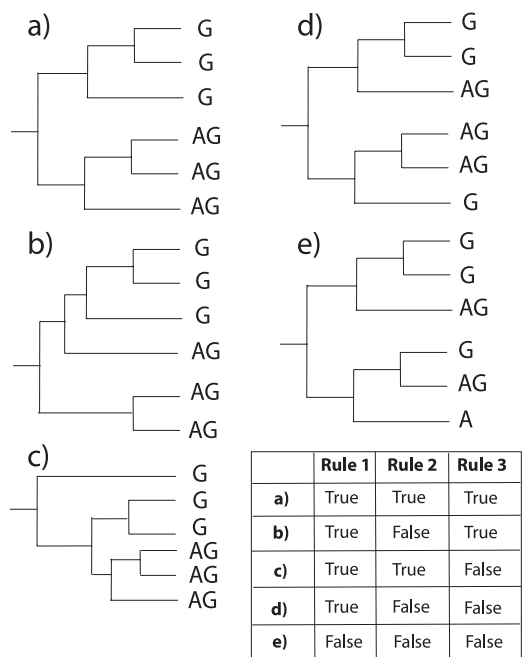 a)
G
G
G
AG
AG
AG
b)
G
G
G
AG
AG
AG
c)
G
G
G
AG
AG
AG
d)
G
G
AG
AG
AG
G
e)
G
G
AG
G
AG
A
Rule 1 Rule 2 Rule 3
a) True True True
b) True False True
c) True True False
d) True False False
e) False False False